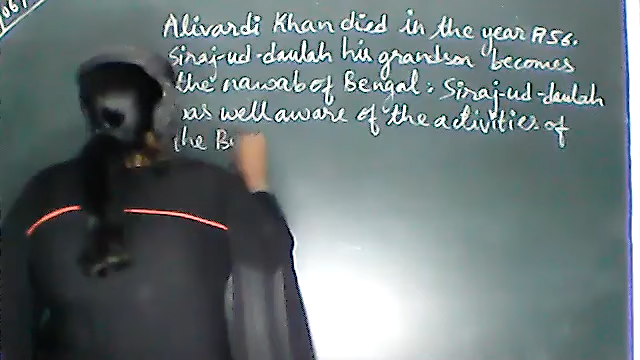 Alivardi Khan died in the year 1756.
Siraj-ud-daulah his grandson becomes
the nawab of Bengal. Siraj-ud-daulah
was well aware of the activities of
the B